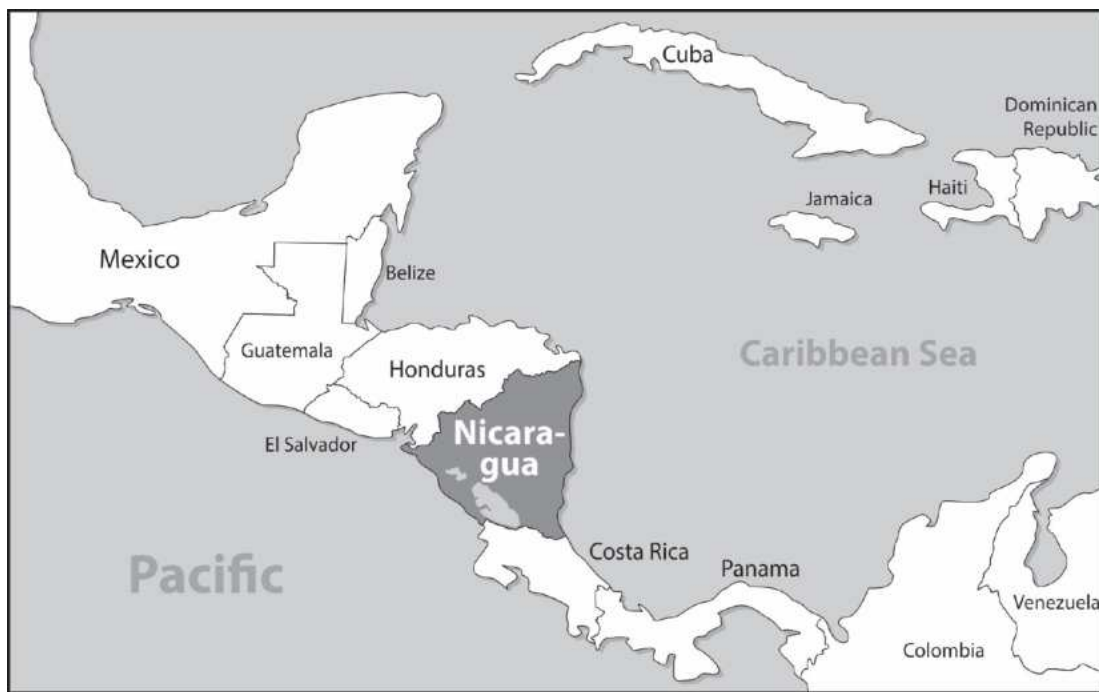 Cuba
Dominican
Republic
Haiti
Jamaica
Mexico
Belize
Guatemala
Honduras
Caribbean Sea
El Salvador
Nicara-
gua
Costa Rica
Panama
Pacific
Venezuela
Colombia